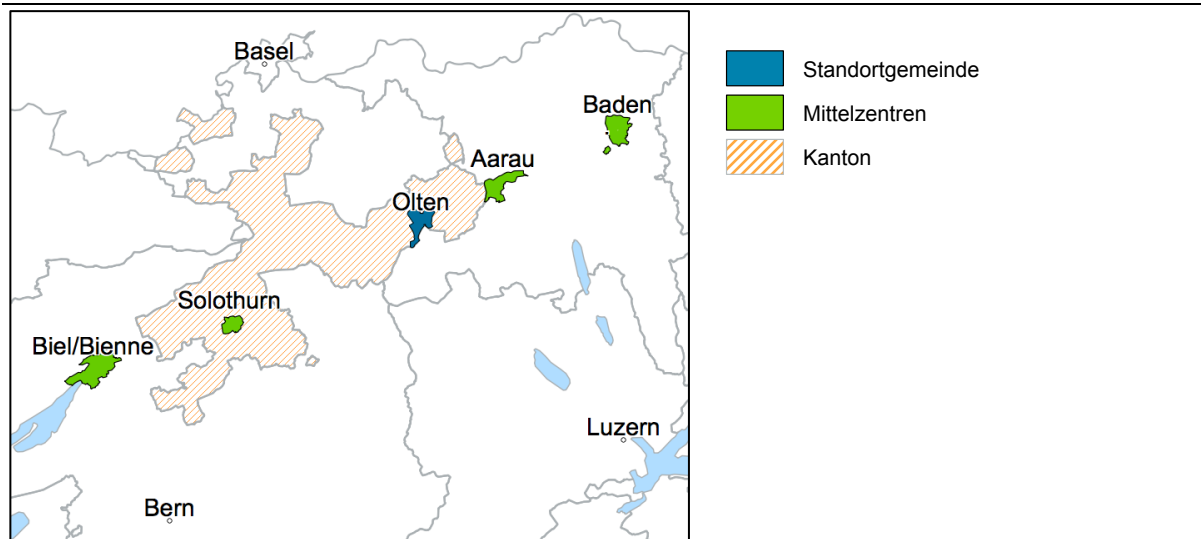 Basel
Baden
Aarau
Olten
Solothurn
Biel/Bienne
Luzern
Bern
Standortgemeinde
Mittelzentren
Kanton